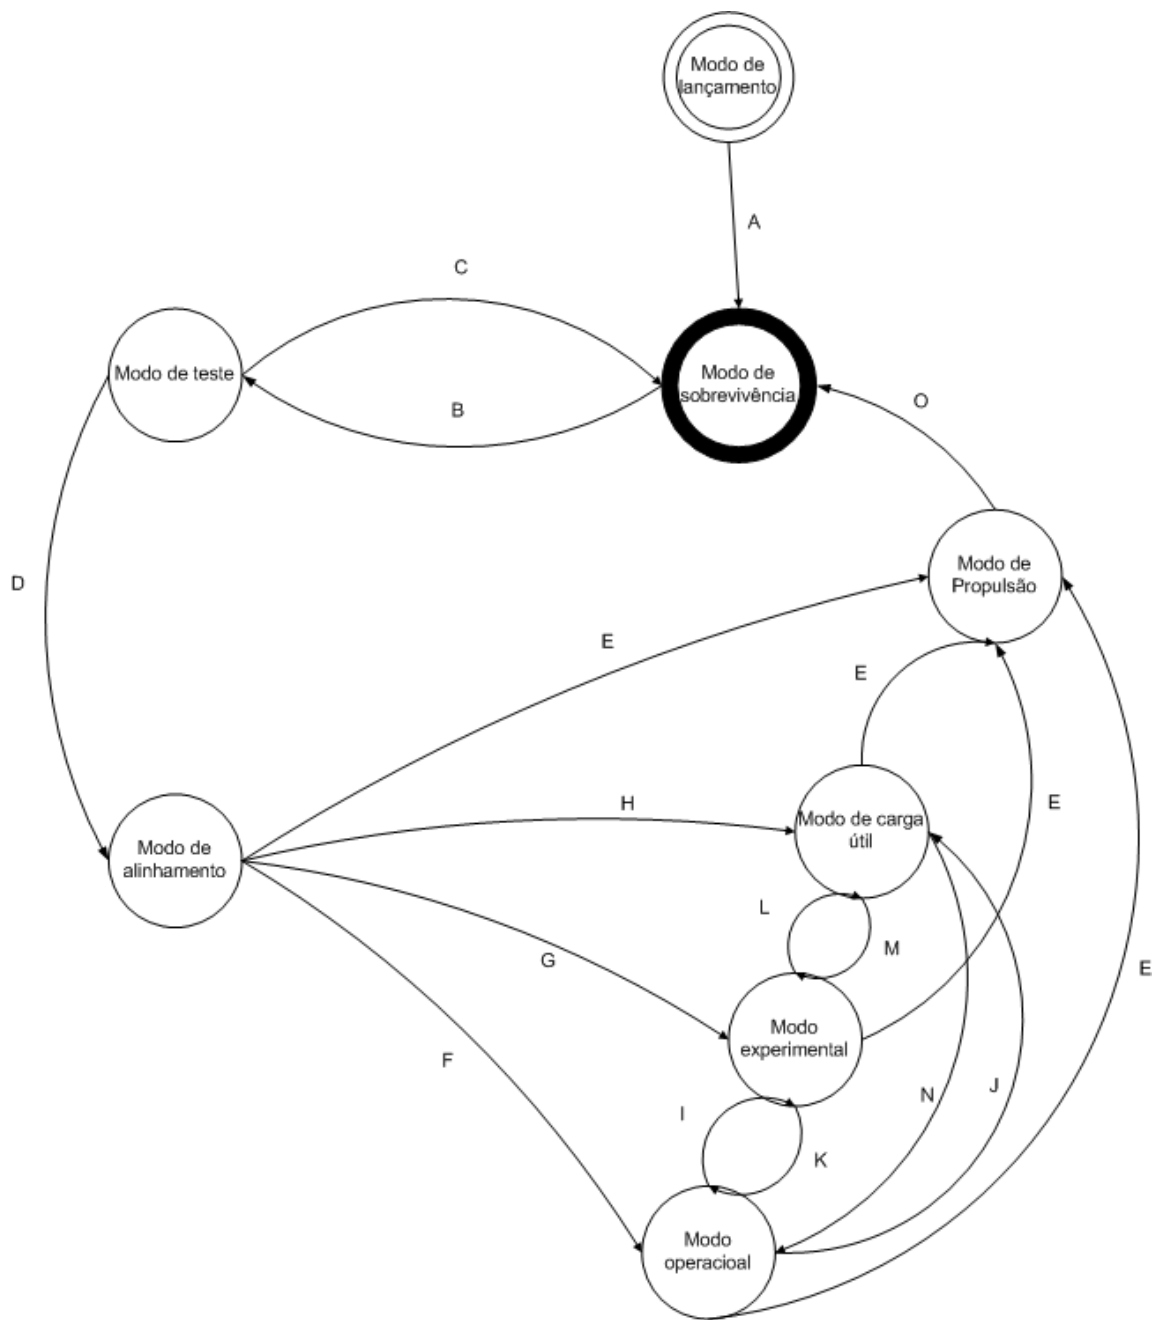 Modo de
lançamento
A
C
Modo de teste
Modo de
sobrevivência
B
O
Modo de
Propulsão
D
E
E
H
Modo de carga
útil
E
Modo de
alinhamento
L
M
G
E
Modo
experimental
F
N
J
I
K
Modo
operacioal